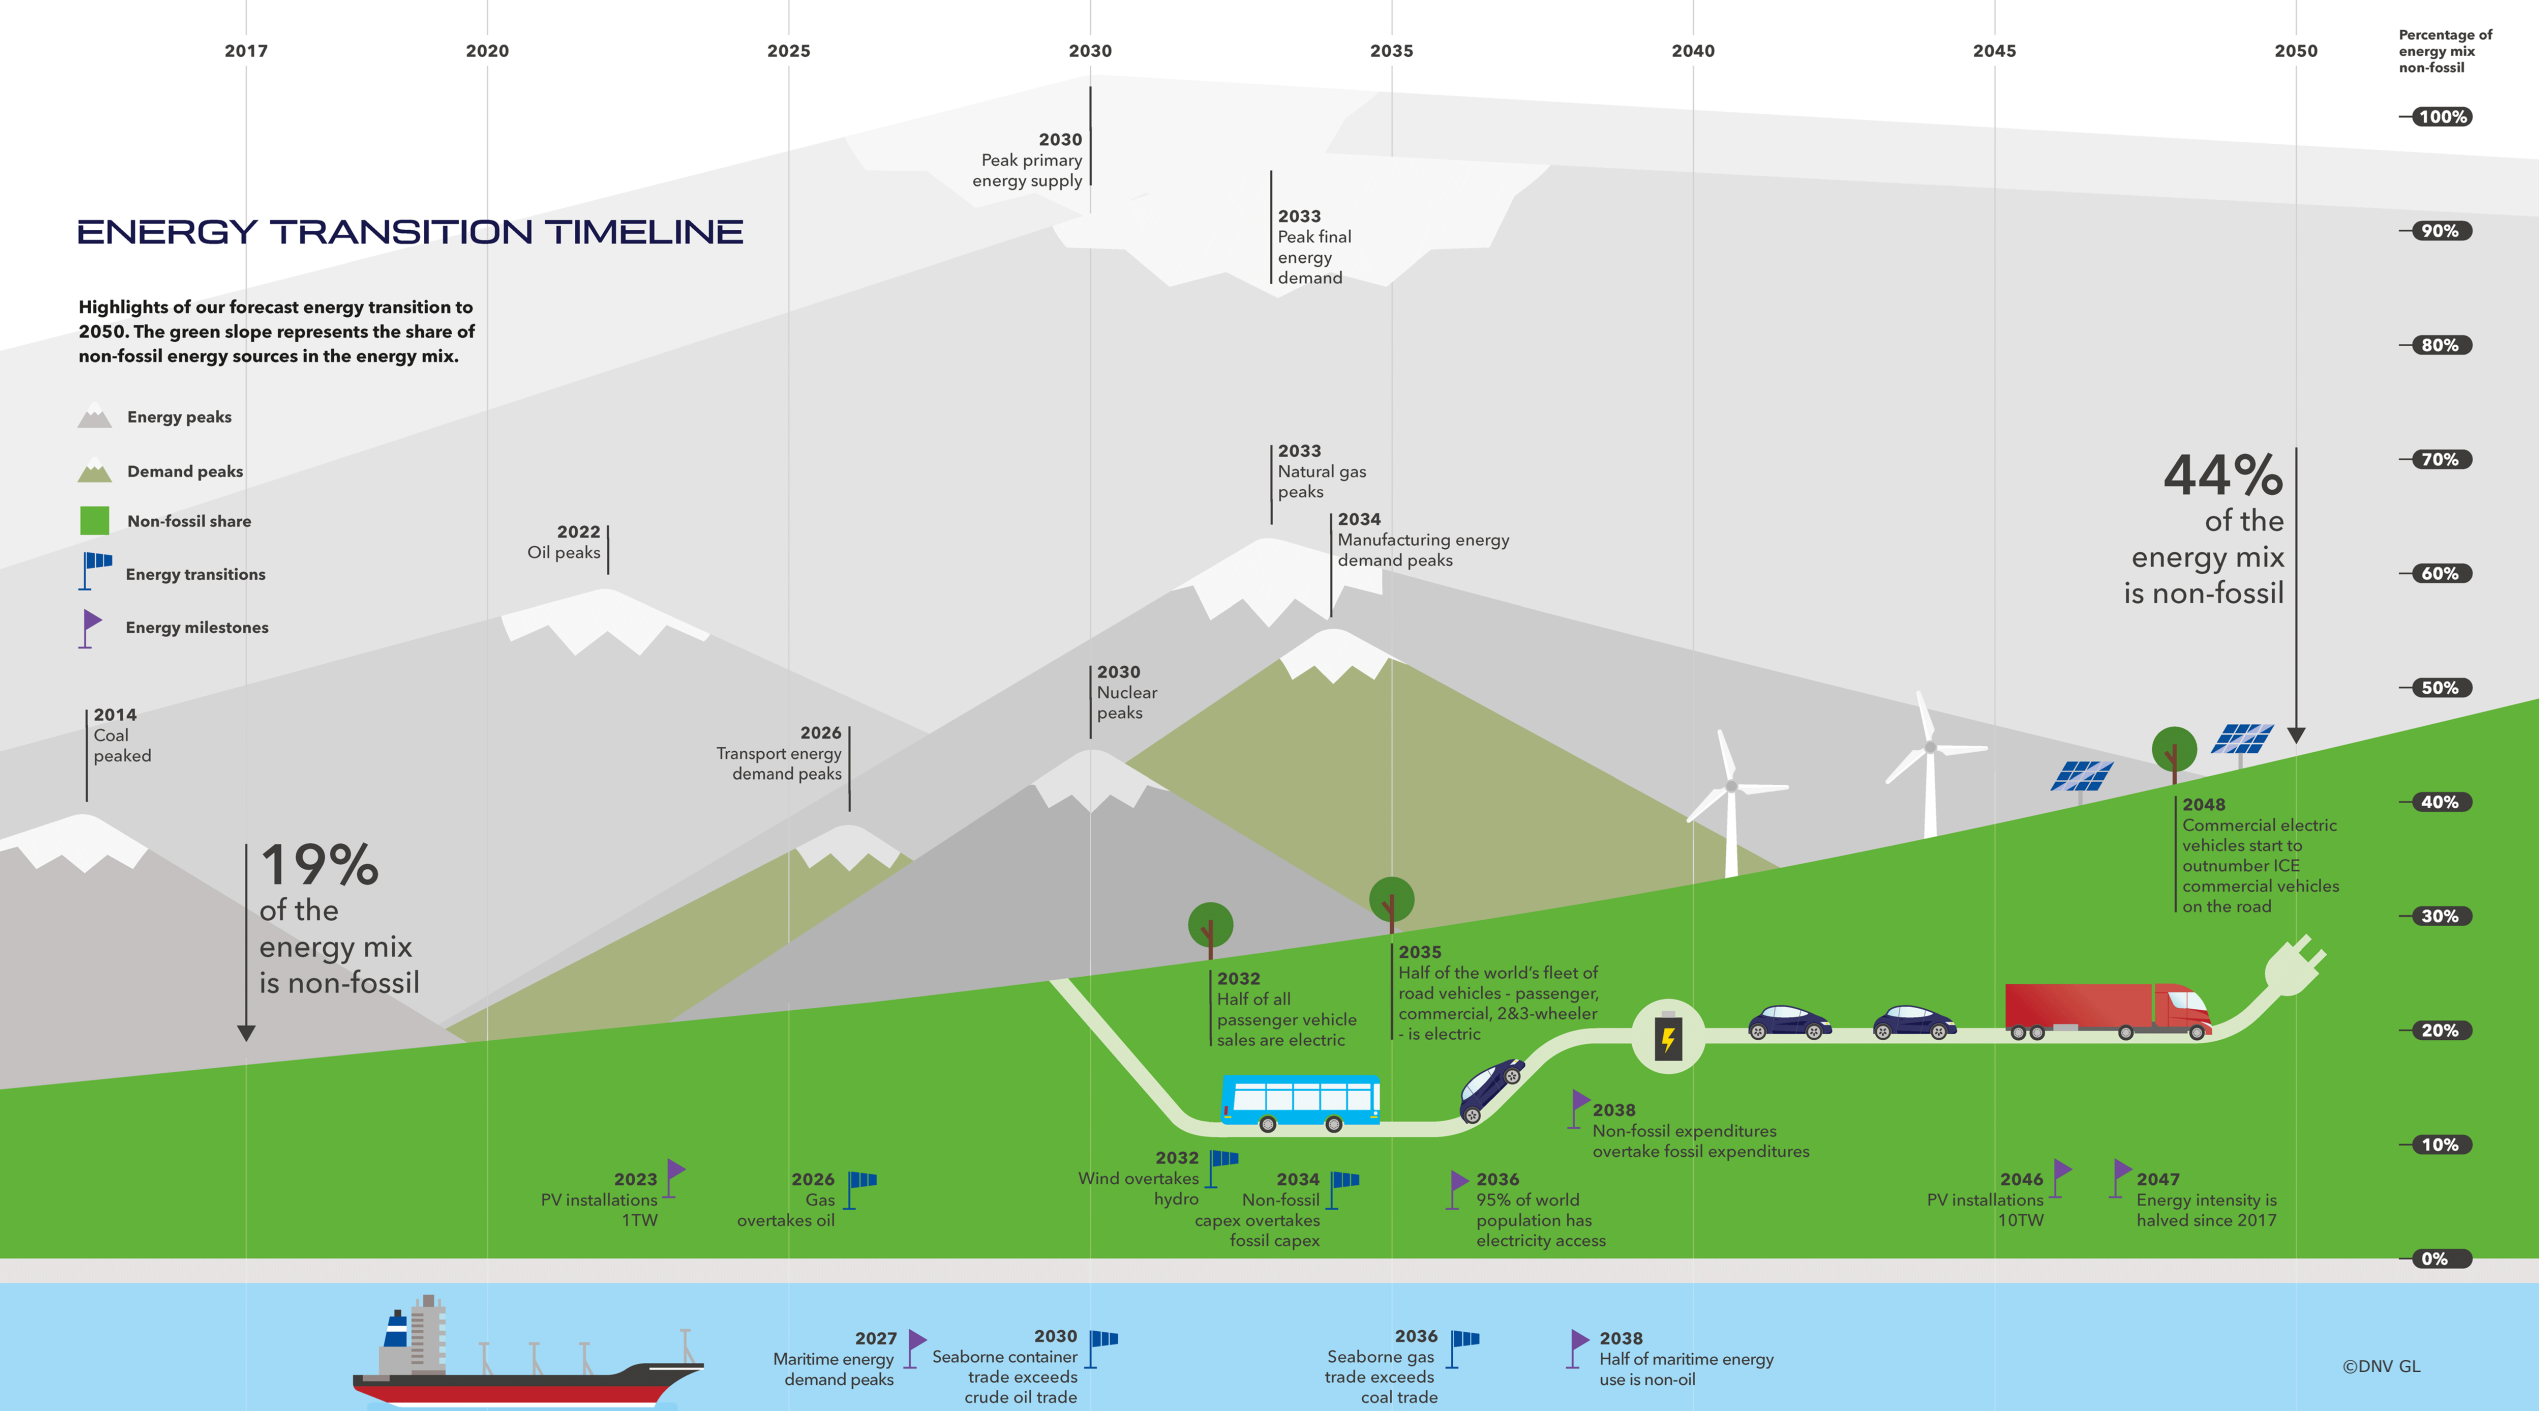 2017
2020
2025
2030
2035
2040
2045
2050
Percentage of
energy mix
non-fossil
100%
90%
80%
70%
60%
50%
40%
30%
20%
10%
0%
ENERGY TRANSITION TIMELINE
Highlights of our forecast energy transition to
2050. The green slope represents the share of
non-fossil energy sources in the energy mix.
Energy peaks
Demand peaks
Non-fossil share
Energy transitions
Energy milestones
2030
Peak primary
energy supply
2033
Peak final
energy
demand
2014
Coal
peaked
2022
Oil peaks
2033
Natural gas
peaks
2034
Manufacturing energy
demand peaks
2030
Nuclear
peaks
2026
Transport energy
demand peaks
19%
of the
energy mix
is non-fossil
44%
of the
energy mix
is non-fossil
2048
Commercial electric
vehicles start to
outnumber ICE
commercial vehicles
on the road
2032
Half of all
passenger vehicle
sales are electric
2035
Half of the world's fleet of
road vehicles - passenger,
commercial, 2&3-wheeler
- is electric
2038
Non-fossil expenditures
overtake fossil expenditures
2023
PV installations
1TW
2026
Gas
overtakes oil
2032
Wind overtakes
hydro
2034
Non-fossil
capex overtakes
fossil capex
2036
95% of world
population has
electricity access
2046
PV installations
10TW
2047
Energy intensity is
halved since 2017
2027
Maritime energy
demand peaks
2030
Seaborne container
trade exceeds
crude oil trade
2036
Seaborne gas
trade exceeds
coal trade
2038
Half of maritime energy
use is non-oil
©DNV GL